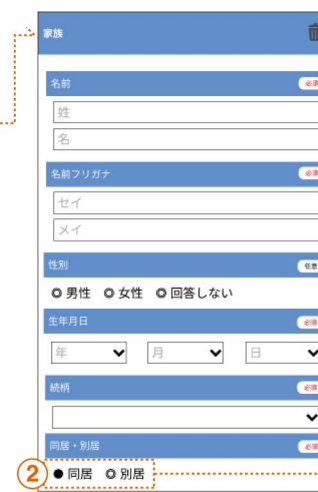 家族
名前 必須
姓
名
名前フリガナ 必須
セイ
メイ
性別 任意
男性 女性 回答しない
生年月日 必須
年 月 日
続柄 必須
同居・別居 必須
2 同居 別居